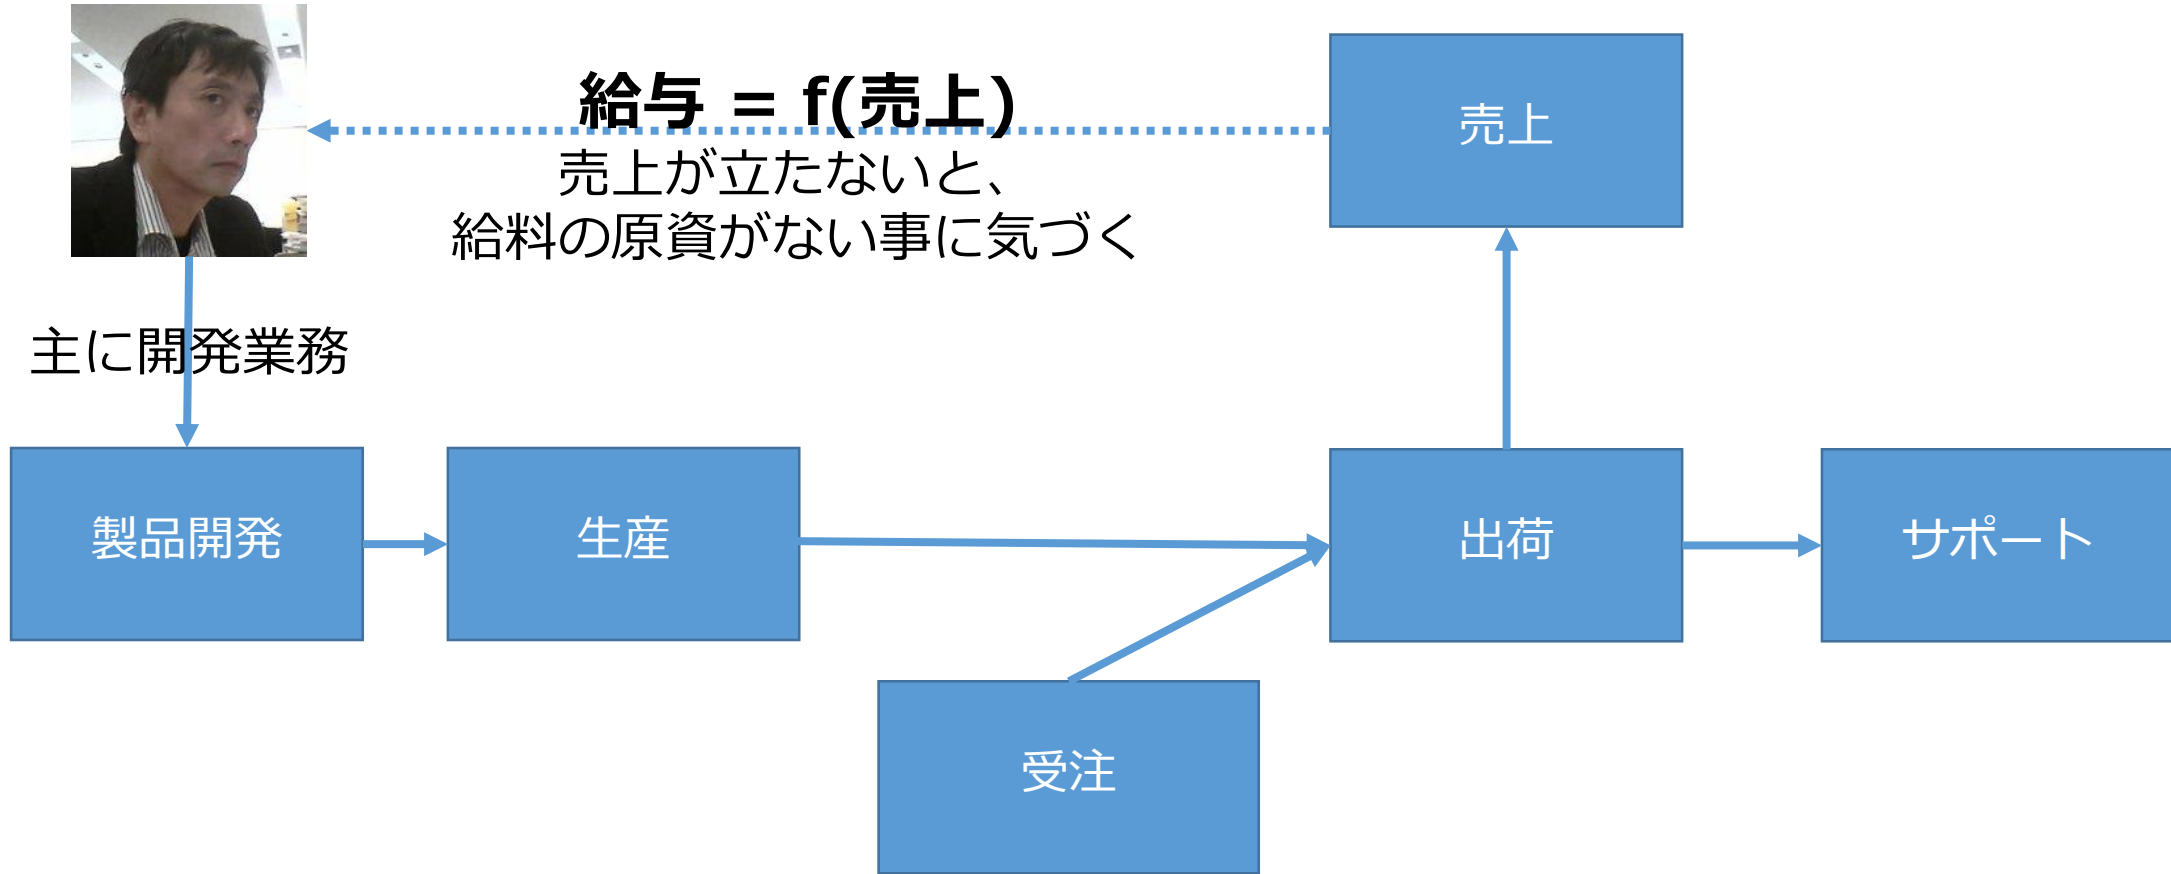 給与 = f(売上)
売上が立たないと、
給料の原資がない事に気づく
売上
主に開発業務
製品開発
生産
出荷
サポート
受注